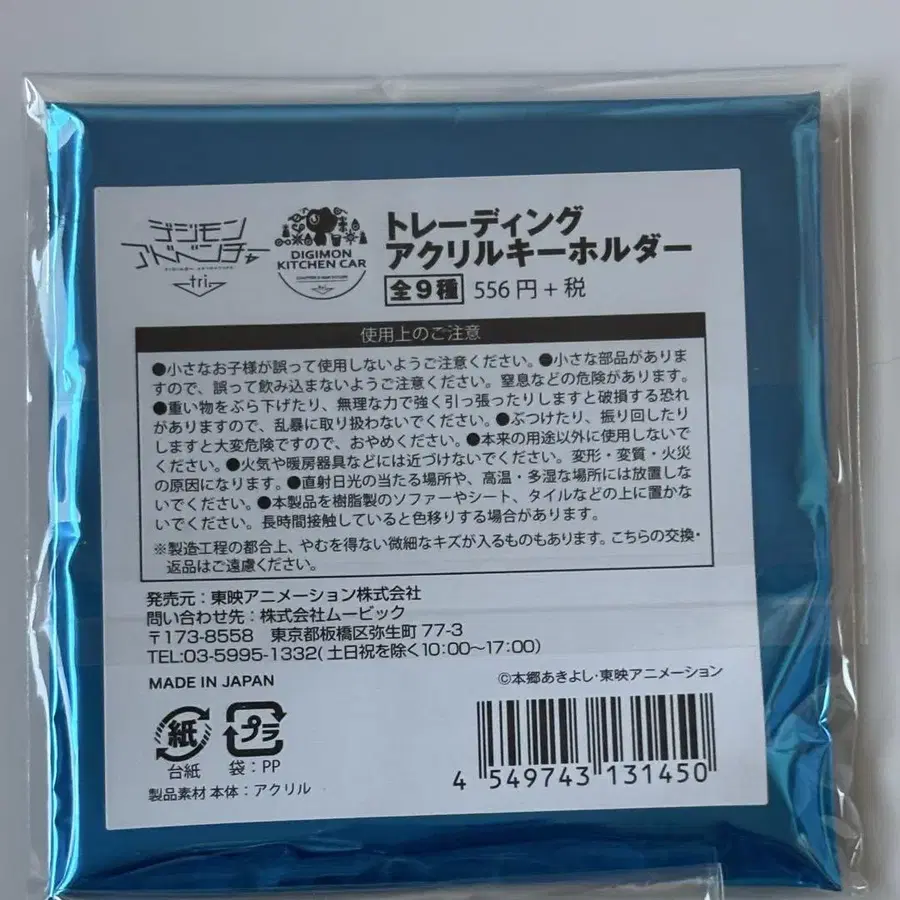 デジモン
アドベンチャー
tri.
DIGIMON
KITCHEN CAR
トレーディング
アクリルキーホルダー
全9種 556円+税
使用上のご注意
●小さなお子様が誤って使用しないようご注意ください。●小さな部品がありま
すので、誤って飲み込まないようご注意ください。窒息などの危険があります。
●重い物をぶら下げたり、無理な力で強く引っ張ったりしますと破損する恐れ
がありますので、乱暴に取り扱わないでください。●ぶつけたり、振り回したり
しますと大変危険ですので、おやめください。●本来の用途以外に使用しないで
ください。●火気や暖房器具などには近づけないでください。変形・変質・火災
の原因になります。●直射日光の当たる場所や、高温・多湿な場所には放置しな
いでください。●本製品を樹脂製のソファーやシート、タイルなどの上に置かな
いでください。長時間接触していると色移りする場合があります。
※製造工程の都合上、やむを得ない微細なキズが入るものもあります。こちらの交換・
返品はご遠慮ください。
発売元：東映アニメーション株式会社
問い合わせ先：株式会社ムービック
〒173-8558 東京都板橋区弥生町77-3
TEL:03-5995-1332(土日祝を除く10:00〜17:00)
MADE IN JAPAN
©本郷あきよし・東映アニメーション
紙 プラ
台紙 袋：PP
製品素材 本体：アクリル
4 549743 131450